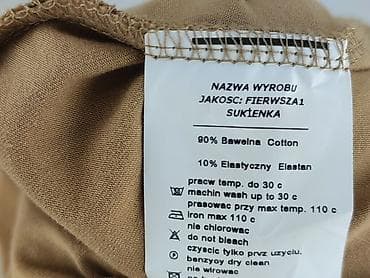 NAZWA WYROBU
JAKOSC: FIERWSZA1
SUKIENKA
90% Bawelna Cotton
10% Elastyczny Elastan
pracw temp. do 30 c
machin wash up to 30 c
prasowac przy max temp. 110 c
iron max 110 c
nie chlorowac
do not bleach
czyscic tylko prvz uzyciu.
benzyoy dry clean
nie wirowac